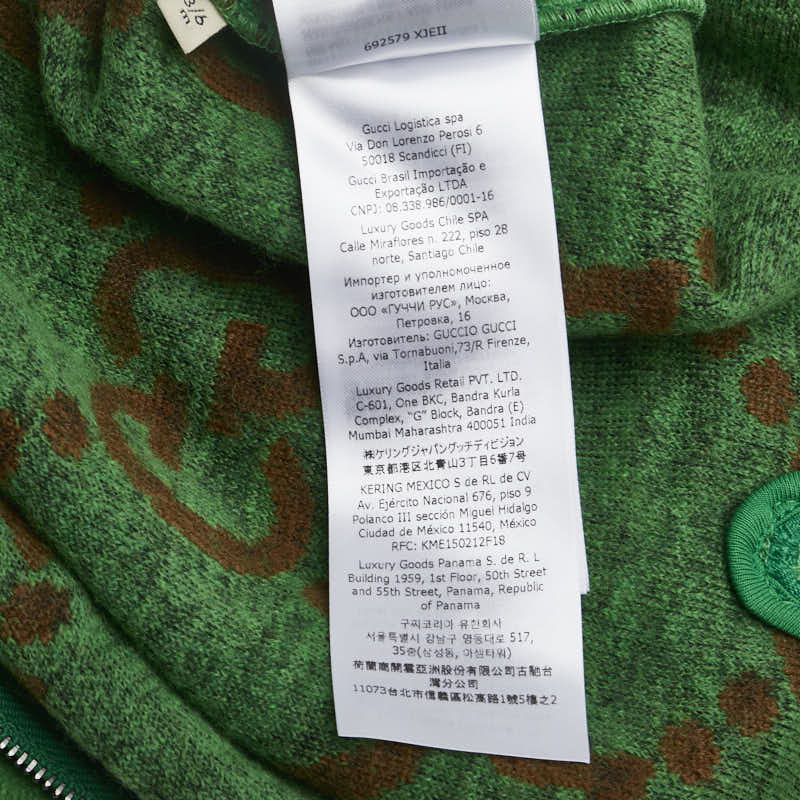 3/6
m
692579 XJEII
Gucci Logistica spa
Via Don Lorenzo Perosi 6
50018 Scandicci (FI)
Gucci Brasil Importação e
Exportação LTDA
CNPJ: 08.338.986/0001-16
Luxury Goods Chile SPA
Calle Miraflores n. 222, piso 28
norte, Santiago Chile
Импортер и уполномоченное
изготовителем лицо:
ООО «ГУЧЧИ РУС», Москва,
Петровка, 16
Изготовитель: GUCCIO GUCCI
S.p.A, via Tornabuoni,73/R Firenze,
Italia
Luxury Goods Retail PVT. LTD.
C-601, One BKC, Bandra Kurla
Complex, "G" Block, Bandra (E)
Mumbai Maharashtra 400051 India
㈱ケリングジャパングッチディビジョン
東京都港区北青山3丁目6番7号
KERING MEXICO S de RL de CV
Av. Ejército Nacional 676, piso 9
Polanco III sección Miguel Hidalgo
Ciudad de México 11540, México
RFC: KME150212F18
Luxury Goods Panama S. de R. L
Building 1959, 1st Floor, 50th Street
and 55th Street, Panama, Republic
of Panama
구찌코리아 유한회사
서울특별시 강남구 영동대로 517,
35층(삼성동, 아셈타워)
荷蘭商開雲亞洲股份有限公司古馳台
灣分公司
11073台北市信義區松高路1號5樓之2